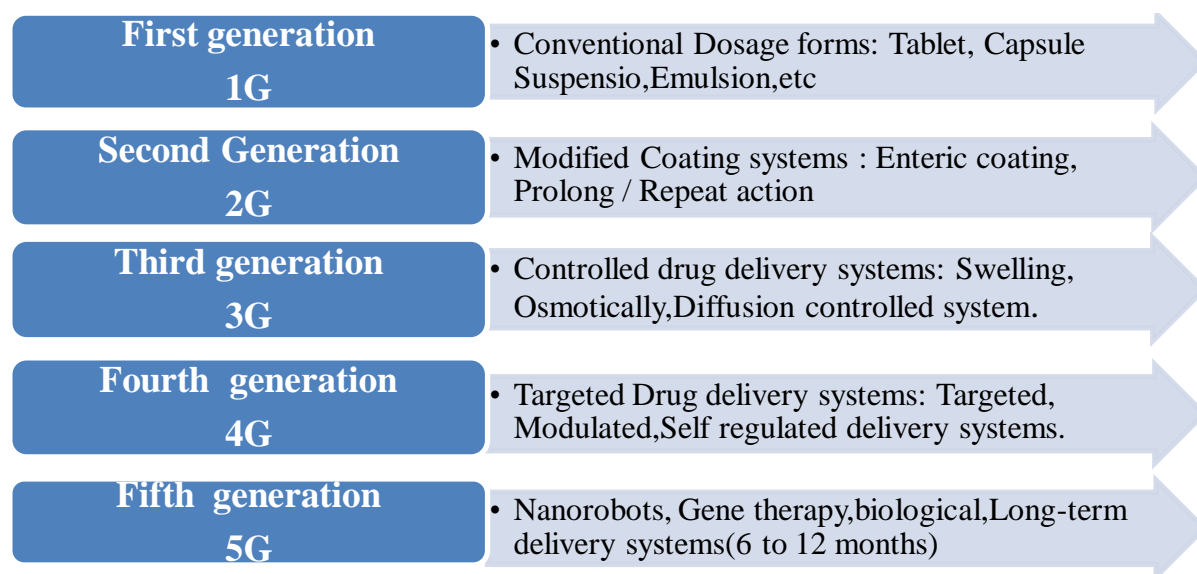 First generation
1G
• Conventional Dosage forms: Tablet, Capsule
Suspensio,Emulsion,etc
Second Generation
2G
• Modified Coating systems : Enteric coating,
Prolong / Repeat action
Third generation
3G
• Controlled drug delivery systems: Swelling,
Osmotically,Diffusion controlled system.
Fourth generation
4G
• Targeted Drug delivery systems: Targeted,
Modulated,Self regulated delivery systems.
Fifth generation
5G
• Nanorobots, Gene therapy,biological,Long-term
delivery systems(6 to 12 months)